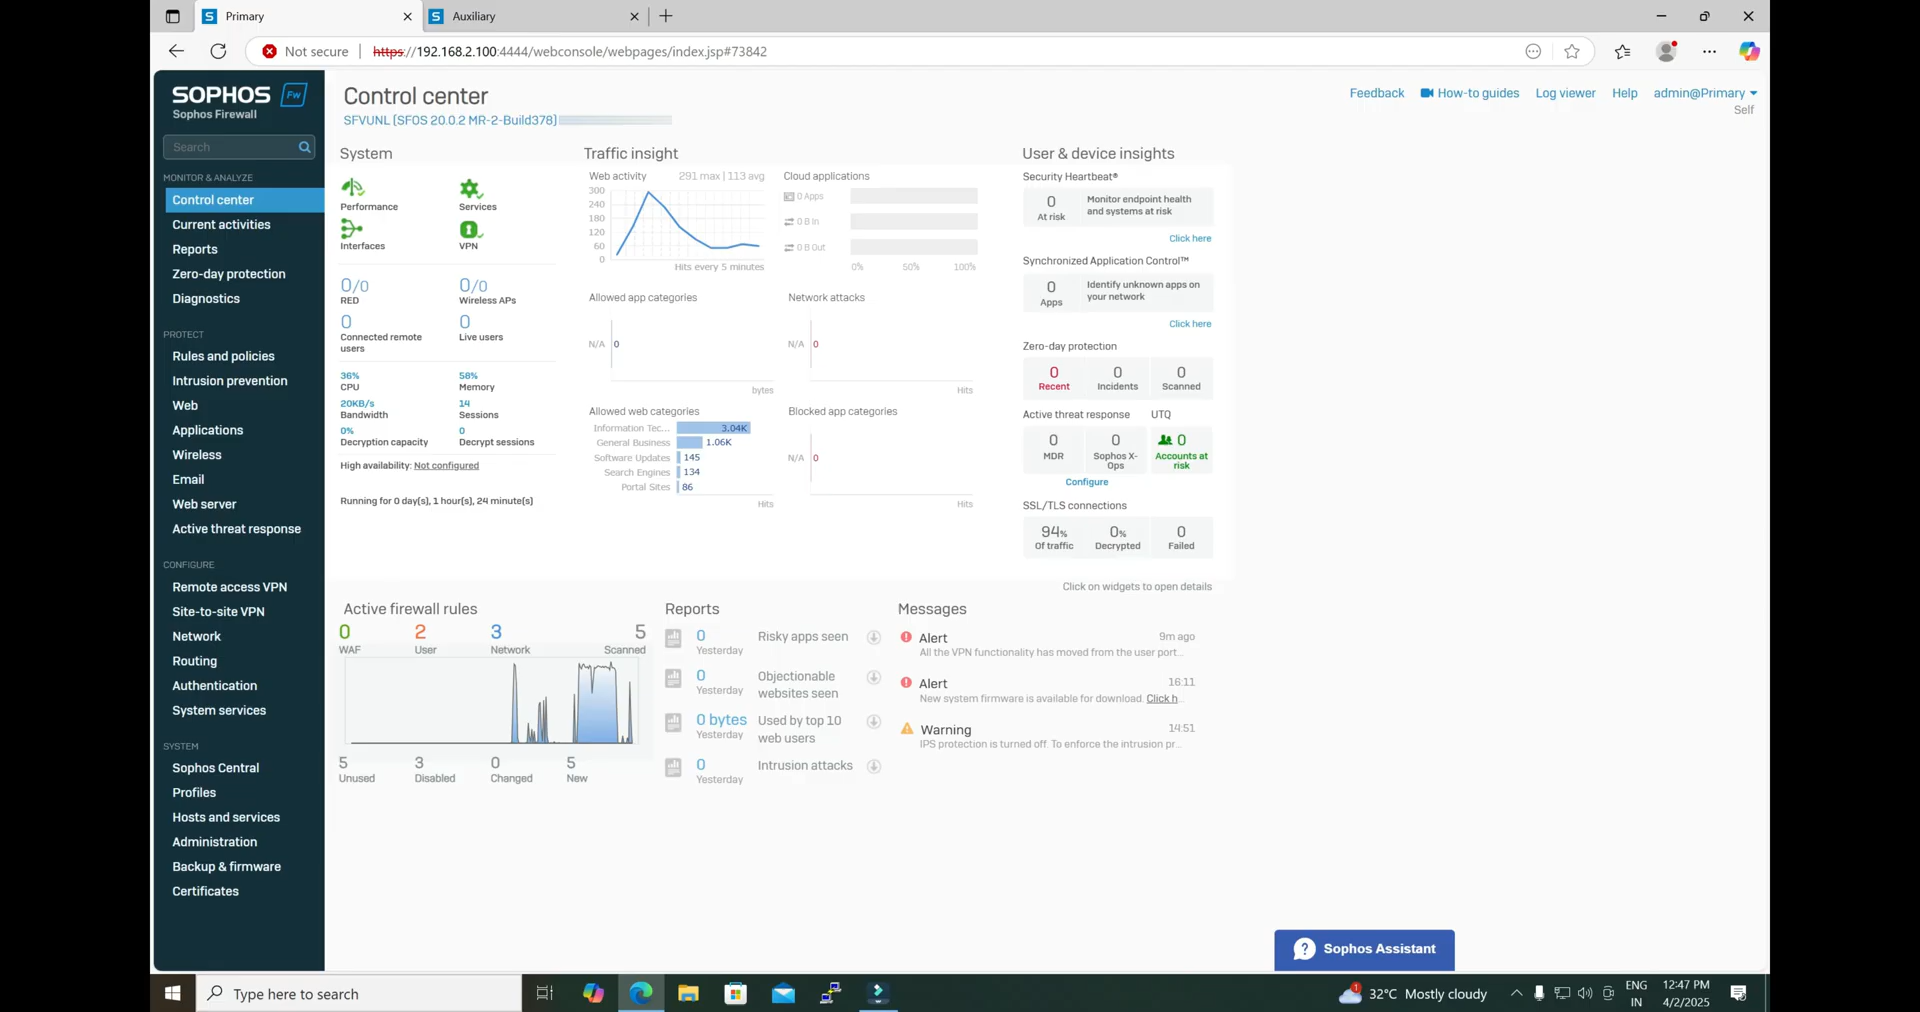 Primary
Auxiliary
Not secure
https://192.168.2.100:4444/webconsole/webpages/index.jsp#73842
SOPHOS Fw
Sophos Firewall
Search
MONITOR & ANALYZE
Control center
Current activities
Reports
Zero-day protection
Diagnostics
PROTECT
Rules and policies
Intrusion prevention
Web
Applications
Wireless
Email
Web server
Active threat response
CONFIGURE
Remote access VPN
Site-to-site VPN
Network
Routing
Authentication
System services
SYSTEM
Sophos Central
Profiles
Hosts and services
Administration
Backup & firmware
Certificates
Control center
SFVUNL [SFOS 20.0.2 MR-2-Build378]
Feedback
How-to guides
Log viewer
Help
admin@Primary
Self
System
Performance
Services
Interfaces
VPN
0/0
RED
0/0
Wireless APs
0
Connected remote
users
0
Live users
36%
CPU
58%
Memory
20KB/s
Bandwidth
14
Sessions
0%
Decryption capacity
0
Decrypt sessions
High availability: Not configured
Running for 0 day(s), 1 hour(s), 24 minute(s)
Traffic insight
Web activity 291 max | 113 avg
300
240
180
120
60
0
Hits every 5 minutes
Cloud applications
0 Apps
0 B In
0 B Out
0% 50% 100%
Allowed app categories
N/A 0
bytes
Network attacks
N/A 0
Hits
Allowed web categories
Information Tec... 3.04K
General Business 1.06K
Software Updates 145
Search Engines 134
Portal Sites 86
Hits
Blocked app categories
N/A 0
Hits
User & device insights
Security Heartbeat®
0
At risk
Monitor endpoint health
and systems at risk
Click here
Synchronized Application Control™
0
Apps
Identify unknown apps on
your network
Click here
Zero-day protection
0
Recent
0
Incidents
0
Scanned
Active threat response
UTQ
0
MDR
0
Sophos X-
Ops
0
Accounts at
risk
Configure
SSL/TLS connections
94%
Of traffic
0%
Decrypted
0
Failed
Click on widgets to open details
Active firewall rules
0
WAF
2
User
3
Network
5
Scanned
5
Unused
3
Disabled
0
Changed
5
New
Reports
0
Yesterday
Risky apps seen
0
Yesterday
Objectionable
websites seen
0 bytes
Yesterday
Used by top 10
web users
0
Yesterday
Intrusion attacks
Messages
Alert 9m ago
All the VPN functionality has moved from the user port...
Alert 16:11
New system firmware is available for download. Click h...
Warning 14:51
IPS protection is turned off. To enforce the intrusion pr...
? Sophos Assistant
Type here to search
1
32°C Mostly cloudy
ENG
IN
12:47 PM
4/2/2025